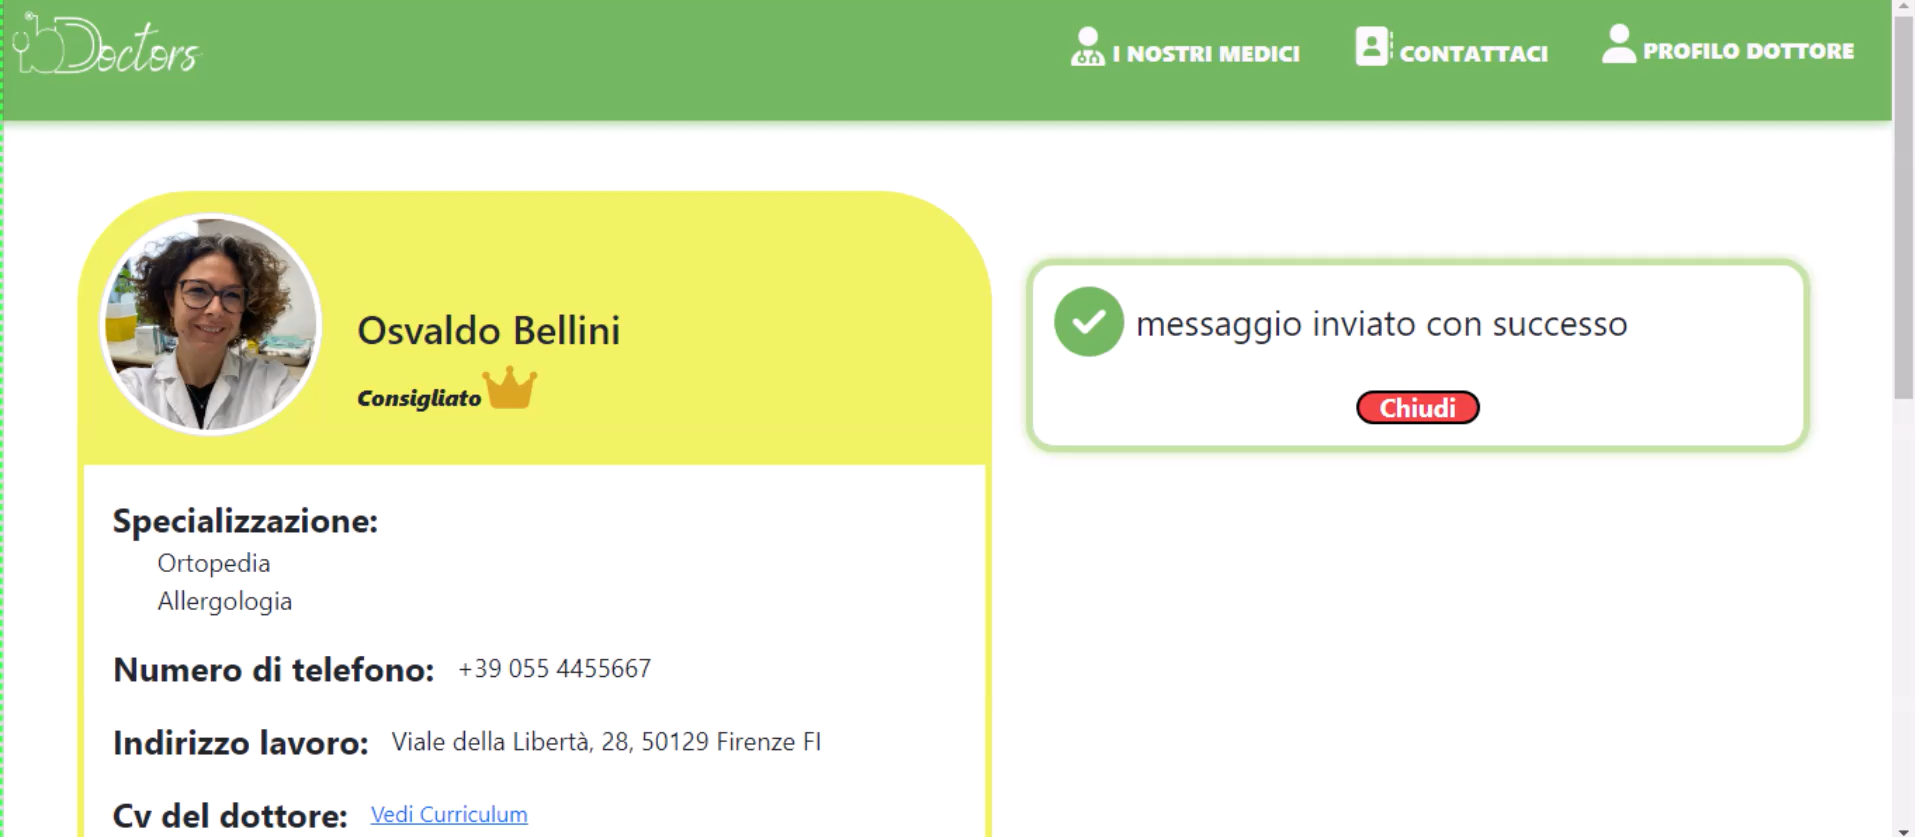 bDoctors
I NOSTRI MEDICI
CONTATTACI
PROFILO DOTTORE
Osvaldo Bellini
Consigliato
messaggio inviato con successo
Chiudi
Specializzazione:
Ortopedia
Allergologia
Numero di telefono: +39 055 4455667
Indirizzo lavoro: Viale della Libertà, 28, 50129 Firenze FI
Cv del dottore: Vedi Curriculum